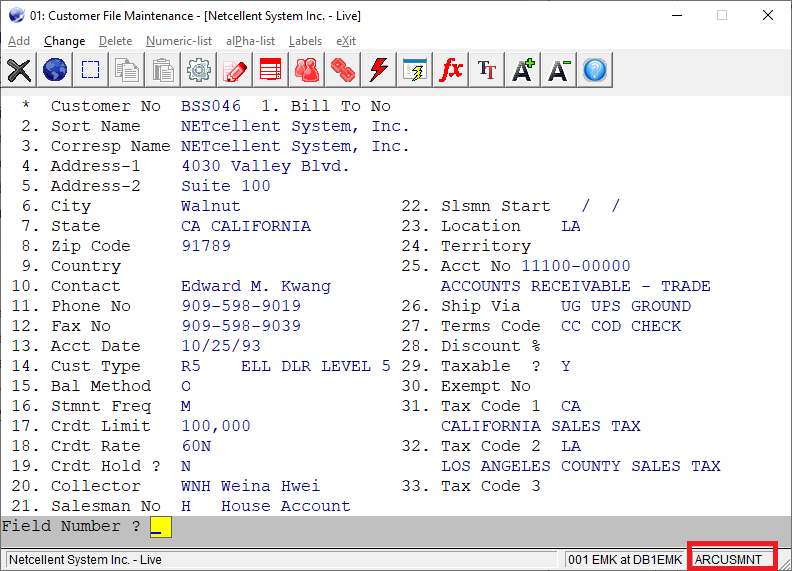 01: Customer File Maintenance - [Netcellent System Inc. - Live]
Add Change Delete Numeric-list alPha-list Labels eXit
fx TT A+ A- ?
* Customer No BSS046 1. Bill To No
2. Sort Name NETcellent System, Inc.
3. Corresp Name NETcellent System, Inc.
4. Address-1 4030 Valley Blvd.
5. Address-2 Suite 100
6. City Walnut 22. Slsmn Start / /
7. State CA CALIFORNIA 23. Location LA
8. Zip Code 91789 24. Territory
9. Country 25. Acct No 11100-00000
10. Contact Edward M. Kwang ACCOUNTS RECEIVABLE - TRADE
11. Phone No 909-598-9019 26. Ship Via UG UPS GROUND
12. Fax No 909-598-9039 27. Terms Code CC COD CHECK
13. Acct Date 10/25/93 28. Discount %
14. Cust Type R5 ELL DLR LEVEL 5 29. Taxable ? Y
15. Bal Method O 30. Exempt No
16. Stmnt Freq M 31. Tax Code 1 CA
17. Crdt Limit 100,000 CALIFORNIA SALES TAX
18. Crdt Rate 60N 32. Tax Code 2 LA
19. Crdt Hold ? N LOS ANGELES COUNTY SALES TAX
20. Collector WNH Weina Hwei 33. Tax Code 3
21. Salesman No H House Account
Field Number ? _
Netcellent System Inc. - Live 001 EMK at DB1EMK ARCUSMNT